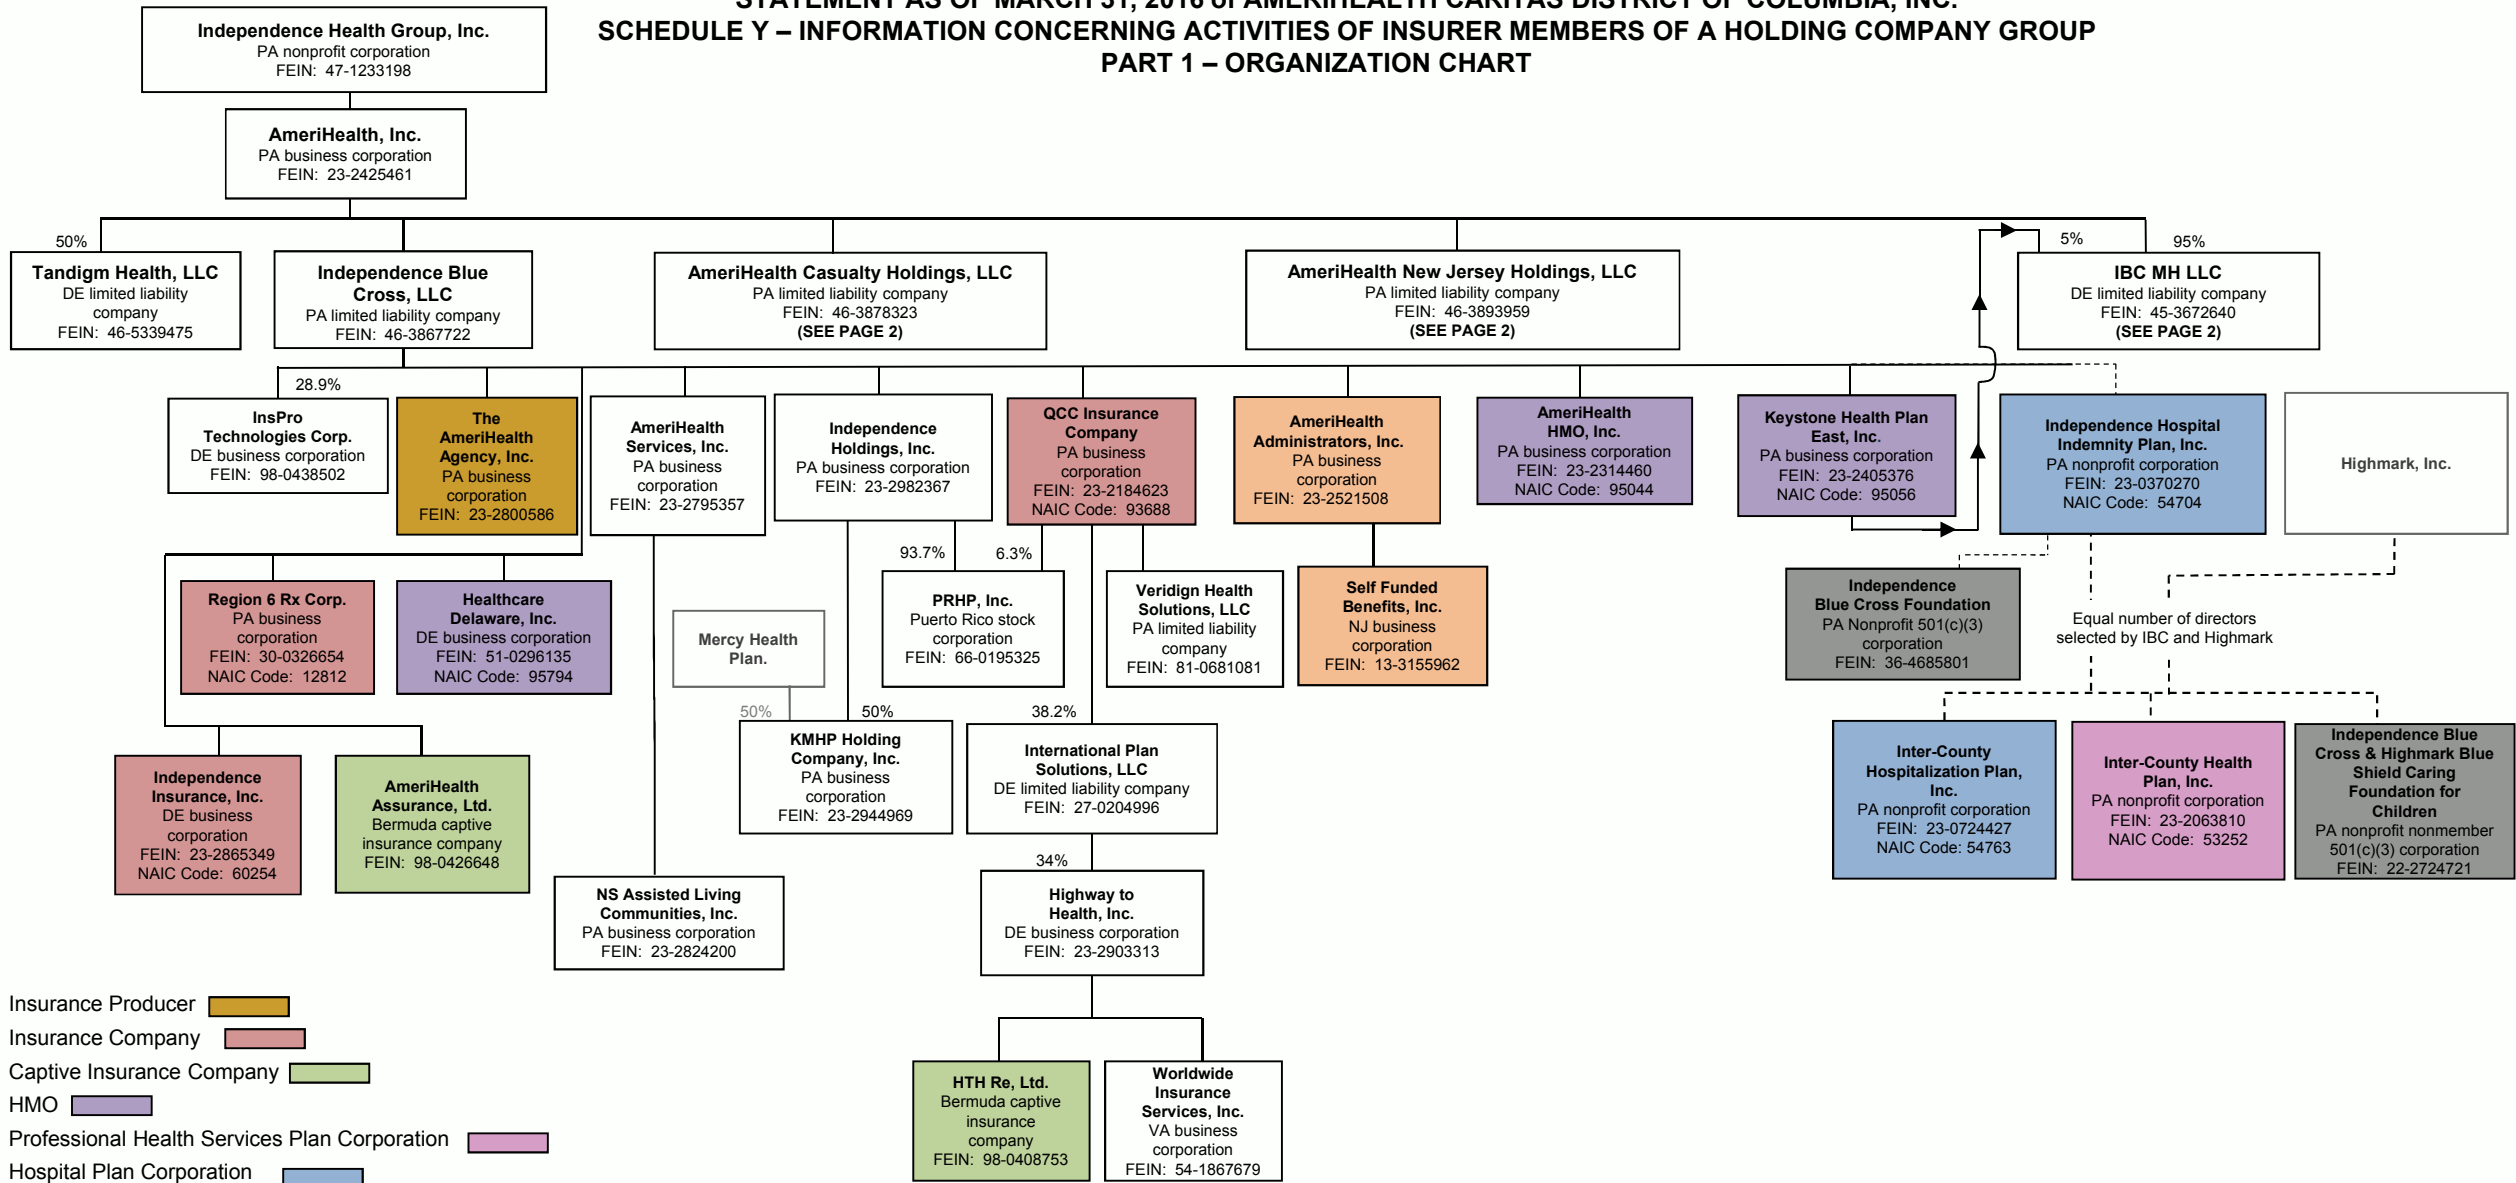 STATEMENT AS OF MARCH 31, 2016 of AMERIHEALTH CARITAS DISTRICT OF COLUMBIA, INC.
SCHEDULE Y – INFORMATION CONCERNING ACTIVITIES OF INSURER MEMBERS OF A HOLDING COMPANY GROUP
PART 1 – ORGANIZATION CHART
Independence Health Group, Inc.
PA nonprofit corporation
FEIN: 47-1233198
AmeriHealth, Inc.
PA business corporation
FEIN: 23-2425461
50%
Tandigm Health, LLC
DE limited liability
company
FEIN: 46-5339475
Independence Blue
Cross, LLC
PA limited liability company
FEIN: 46-3867722
AmeriHealth Casualty Holdings, LLC
PA limited liability company
FEIN: 46-3878323
(SEE PAGE 2)
AmeriHealth New Jersey Holdings, LLC
PA limited liability company
FEIN: 46-3893959
(SEE PAGE 2)
5%
95%
IBC MH LLC
DE limited liability company
FEIN: 45-3672640
(SEE PAGE 2)
28.9%
InsPro
Technologies Corp.
DE business corporation
FEIN: 98-0438502
The
AmeriHealth
Agency, Inc.
PA business
corporation
FEIN: 23-2800586
AmeriHealth
Services, Inc.
PA business
corporation
FEIN: 23-2795357
Independence
Holdings, Inc.
PA business corporation
FEIN: 23-2982367
QCC Insurance
Company
PA business
corporation
FEIN: 23-2184623
NAIC Code: 93688
AmeriHealth
Administrators, Inc.
PA business
corporation
FEIN: 23-2521508
AmeriHealth
HMO, Inc.
PA business corporation
FEIN: 23-2314460
NAIC Code: 95044
Keystone Health Plan
East, Inc.
PA business corporation
FEIN: 23-2405376
NAIC Code: 95056
Independence Hospital
Indemnity Plan, Inc.
PA nonprofit corporation
FEIN: 23-0370270
NAIC Code: 54704
Highmark, Inc.
Region 6 Rx Corp.
PA business
corporation
FEIN: 30-0326654
NAIC Code: 12812
Healthcare
Delaware, Inc.
DE business corporation
FEIN: 51-0296135
NAIC Code: 95794
Mercy Health
Plan.
93.7%
6.3%
PRHP, Inc.
Puerto Rico stock
corporation
FEIN: 66-0195325
Veridign Health
Solutions, LLC
PA limited liability
company
FEIN: 81-0681081
Self Funded
Benefits, Inc.
NJ business
corporation
FEIN: 13-3155962
Independence
Blue Cross Foundation
PA Nonprofit 501(c)(3)
corporation
FEIN: 36-4685801
Equal number of directors
selected by IBC and Highmark
50%
50%
38.2%
Independence
Insurance, Inc.
DE business
corporation
FEIN: 23-2865349
NAIC Code: 60254
AmeriHealth
Assurance, Ltd.
Bermuda captive
insurance company
FEIN: 98-0426648
KMHP Holding
Company, Inc.
PA business
corporation
FEIN: 23-2944969
International Plan
Solutions, LLC
DE limited liability company
FEIN: 27-0204996
Inter-County
Hospitalization Plan,
Inc.
PA nonprofit corporation
FEIN: 23-0724427
NAIC Code: 54763
Inter-County Health
Plan, Inc.
PA nonprofit corporation
FEIN: 23-2063810
NAIC Code: 53252
Independence Blue
Cross & Highmark Blue
Shield Caring
Foundation for
Children
PA nonprofit nonmember
501(c)(3) corporation
FEIN: 22-2724721
34%
NS Assisted Living
Communities, Inc.
PA business corporation
FEIN: 23-2824200
Highway to
Health, Inc.
DE business corporation
FEIN: 23-2903313
HTH Re, Ltd.
Bermuda captive
insurance
company
FEIN: 98-0408753
Worldwide
Insurance
Services, Inc.
VA business
corporation
FEIN: 54-1867679
Insurance Producer
Insurance Company
Captive Insurance Company
HMO
Professional Health Services Plan Corporation
Hospital Plan Corporation